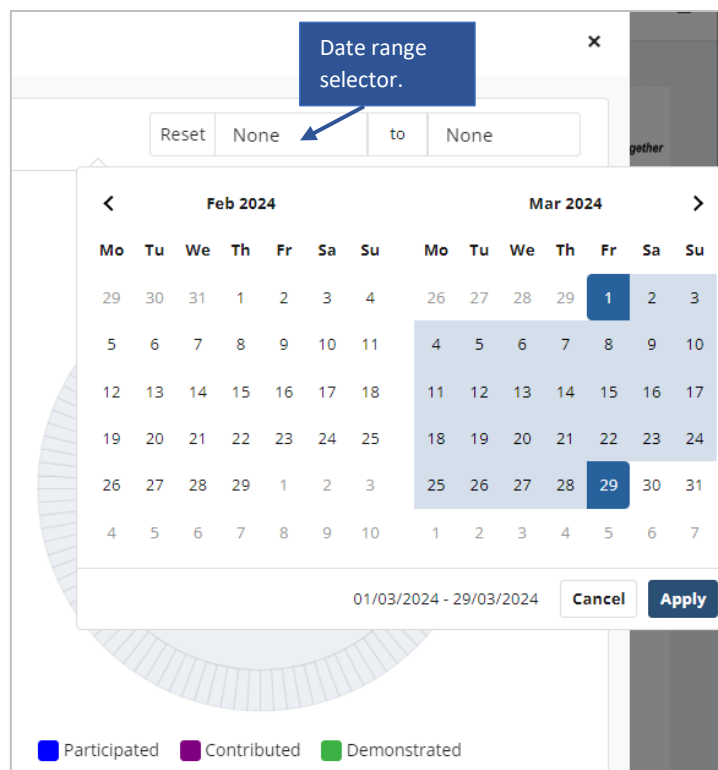 Date range
selector.
×
Reset None to None
gether
< Feb 2024 Mar 2024 >
Mo Tu We Th Fr Sa Su Mo Tu We Th Fr Sa Su
29 30 31 1 2 3 4 26 27 28 29 1 2 3
5 6 7 8 9 10 11 4 5 6 7 8 9 10
12 13 14 15 16 17 18 11 12 13 14 15 16 17
19 20 21 22 23 24 25 18 19 20 21 22 23 24
26 27 28 29 1 2 3 25 26 27 28 29 30 31
4 5 6 7 8 9 10 1 2 3 4 5 6 7
01/03/2024 - 29/03/2024 Cancel Apply
Participated Contributed Demonstrated